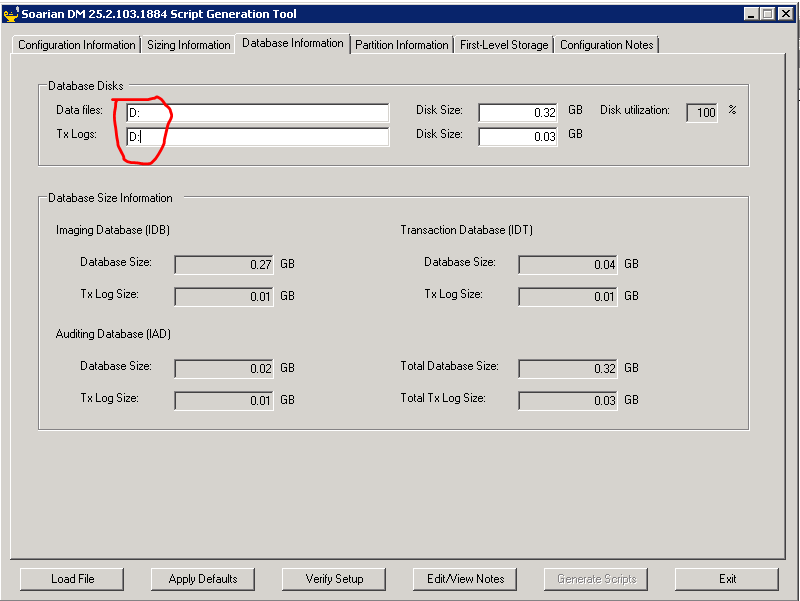 Soarian DM 25.2.103.1884 Script Generation Tool
Configuration Information Sizing Information Database Information Partition Information First-Level Storage Configuration Notes
Database Disks
Data files: D: Disk Size: 0.32 GB Disk utilization: 100 %
Tx Logs: D: Disk Size: 0.03 GB
Database Size Information
Imaging Database (IDB) Transaction Database (IDT)
Database Size: 0.27 GB Database Size: 0.04 GB
Tx Log Size: 0.01 GB Tx Log Size: 0.01 GB
Auditing Database (IAD)
Database Size: 0.02 GB Total Database Size: 0.32 GB
Tx Log Size: 0.01 GB Total Tx Log Size: 0.03 GB
Load File Apply Defaults Verify Setup Edit/View Notes Generate Scripts Exit